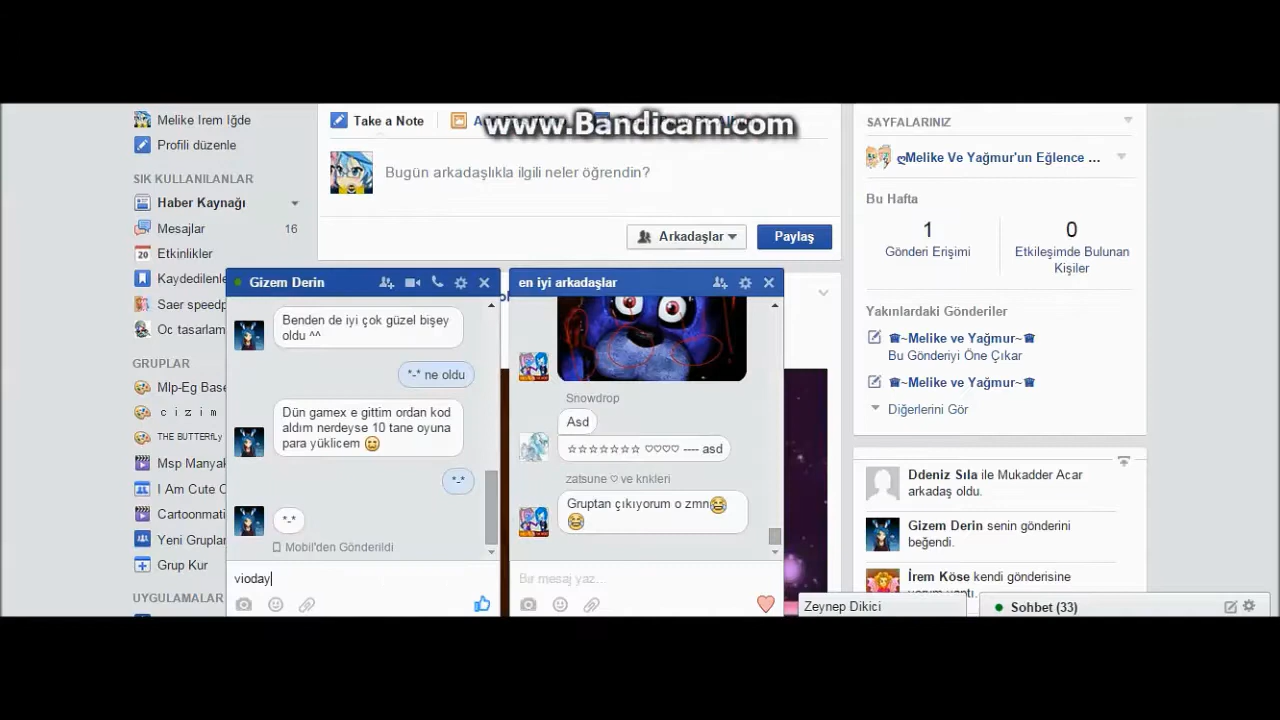 www.Bandicam.com
Melike Irem Iğde
Profili düzenle
SIK KULLANILANLAR
Haber Kaynağı
Mesajlar 16
Etkinlikler
20
Kaydedilenle
Saer speedp
Oc tasarlam
GRUPLAR
Mlp-Eg Base
c i z i m
THE BUTTERfLy
Msp Manyak
I Am Cute C
Cartoonmati
Yeni Gruplar
Grup Kur
UYGULAMALAR
Take a Note
Bugün arkadaşlıkla ilgili neler öğrendin?
Arkadaşlar
Paylaş
Gizem Derin
Benden de iyi çok güzel bişey
oldu ^^
*-* ne oldu
Dün gamex e gittim ordan kod
aldım nerdeyse 10 tane oyuna
para yüklicem 😄
*-*
*-*
Mobil'den Gönderildi
vioday
en iyi arkadaşlar
Snowdrop
Asd
☆☆☆☆☆☆☆ ♡♡♡♡ ---- asd
zatsune ♡ ve knkleri
Gruptan çıkıyorum o zmn😂
😂
Bir mesaj yaz...
SAYFALARINIZ
ღMelike Ve Yağmur'un Eğlence ...
Bu Hafta
1
Gönderi Erişimi
0
Etkileşimde Bulunan
Kişiler
Yakınlardaki Gönderiler
♛~Melike ve Yağmur~♛
Bu Gönderiyi Öne Çıkar
♛~Melike ve Yağmur~♛
Diğerlerini Gör
Ddeniz Sıla ile Mukadder Acar
arkadaş oldu.
Gizem Derin senin gönderini
beğendi.
İrem Köse kendi gönderisine
Zeynep Dikici
Sohbet (33)